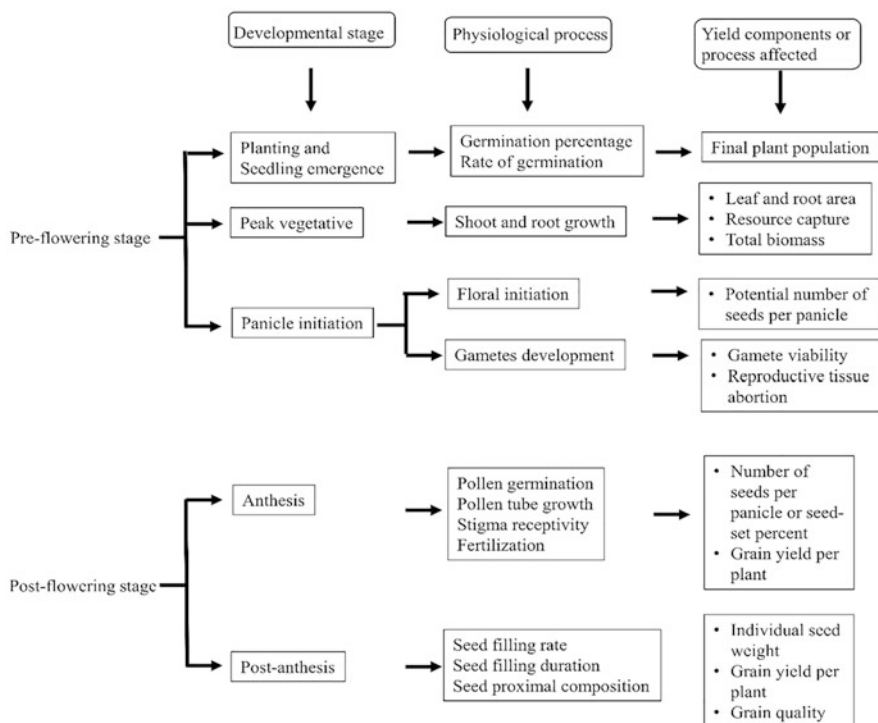 Developmental stage
Physiological process
Yield components or
process affected
Planting and
Seedling emergence
Germination percentage
Rate of germination
Final plant population
Pre-flowering stage
Peak vegetative
Shoot and root growth
• Leaf and root area
• Resource capture
• Total biomass
Panicle initiation
Floral initiation
• Potential number of
seeds per panicle
Gametes development
• Gamete viability
• Reproductive tissue
abortion
Post-flowering stage
Anthesis
Pollen germination
Pollen tube growth
Stigma receptivity
Fertilization
• Number of
seeds per
panicle or seed-
set percent
• Grain yield per
plant
Post-anthesis
Seed filling rate
Seed filling duration
Seed proximal composition
• Individual seed
weight
• Grain yield per
plant
• Grain quality